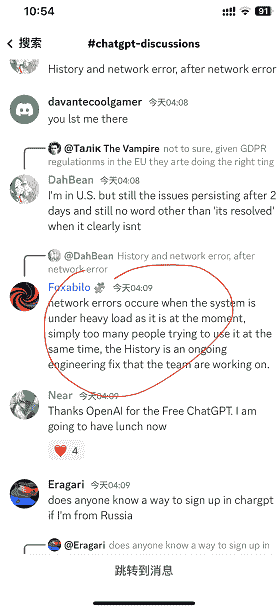 10:54
91
搜索
#chatgpt-discussions
History and network error, after network error
davantecoolgamer 今天04:08
you lst me there
@Талік The Vampire not to sure, given GDPR
regulationms in the EU they arte doing the right ting
DahBean 今天04:08
I'm in U.S. but still the issues persisting after 2
days and still no word other than 'its resolved'
when it clearly isnt
@DahBean History and network error, after
network error
Foxabilo 今天04:09
network errors occure when the system is
under heavy load as it is at the moment,
simply too many people trying to use it at the
same time, the History is an ongoing
engineering fix that the team are working on.
Near 今天04:09
Thanks OpenAI for the Free ChatGPT. I am
going to have lunch now
4
Eragari 今天04:09
does anyone know a way to sign up in chargpt
if I'm from Russia
@Eragari does anyone know a way to sign up in
跳转到消息